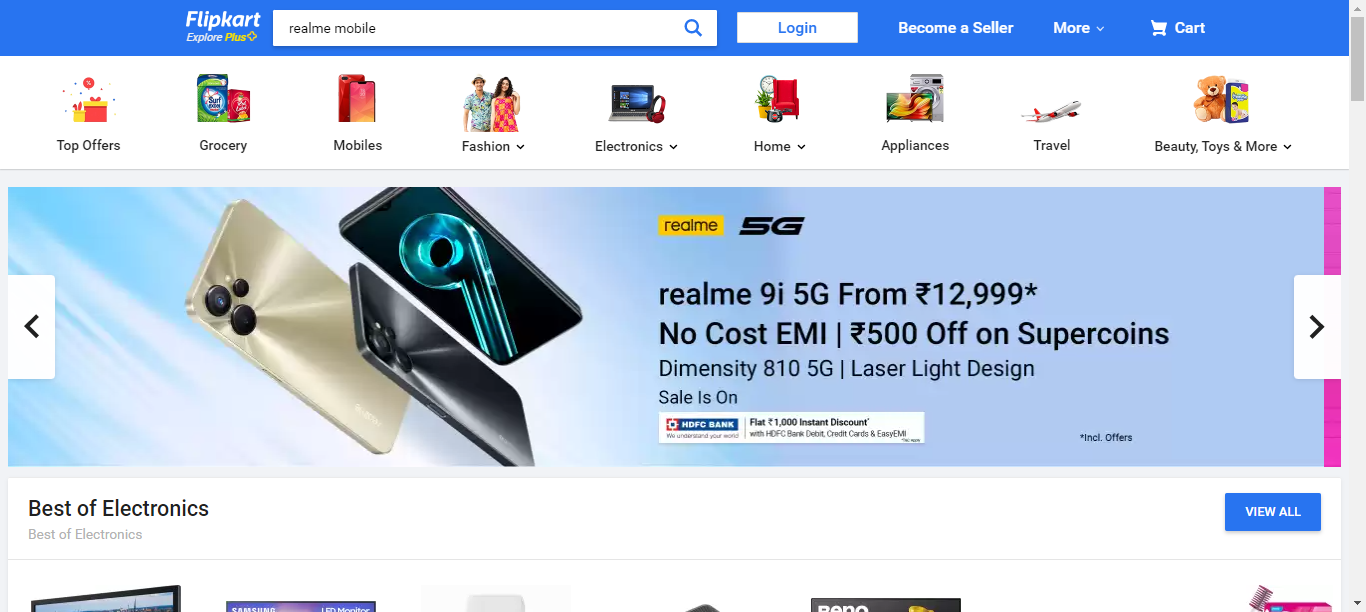 Flipkart
Explore Plus
realme mobile
Login
Become a Seller
More
Cart
Top Offers
Grocery
Mobiles
Fashion
Electronics
Home
Appliances
Travel
Beauty, Toys & More
realme 5G
realme 9i 5G From ₹12,999*
No Cost EMI | ₹500 Off on Supercoins
Dimensity 810 5G | Laser Light Design
Sale Is On
HDFC BANK
We understand your world
Flat ₹1,000 Instant Discount*
with HDFC Bank Debit, Credit Cards & EasyEMI
*T&C Apply
*Incl. Offers
Best of Electronics
VIEW ALL
Best of Electronics
SAMSUNG LED Monitor
Reno